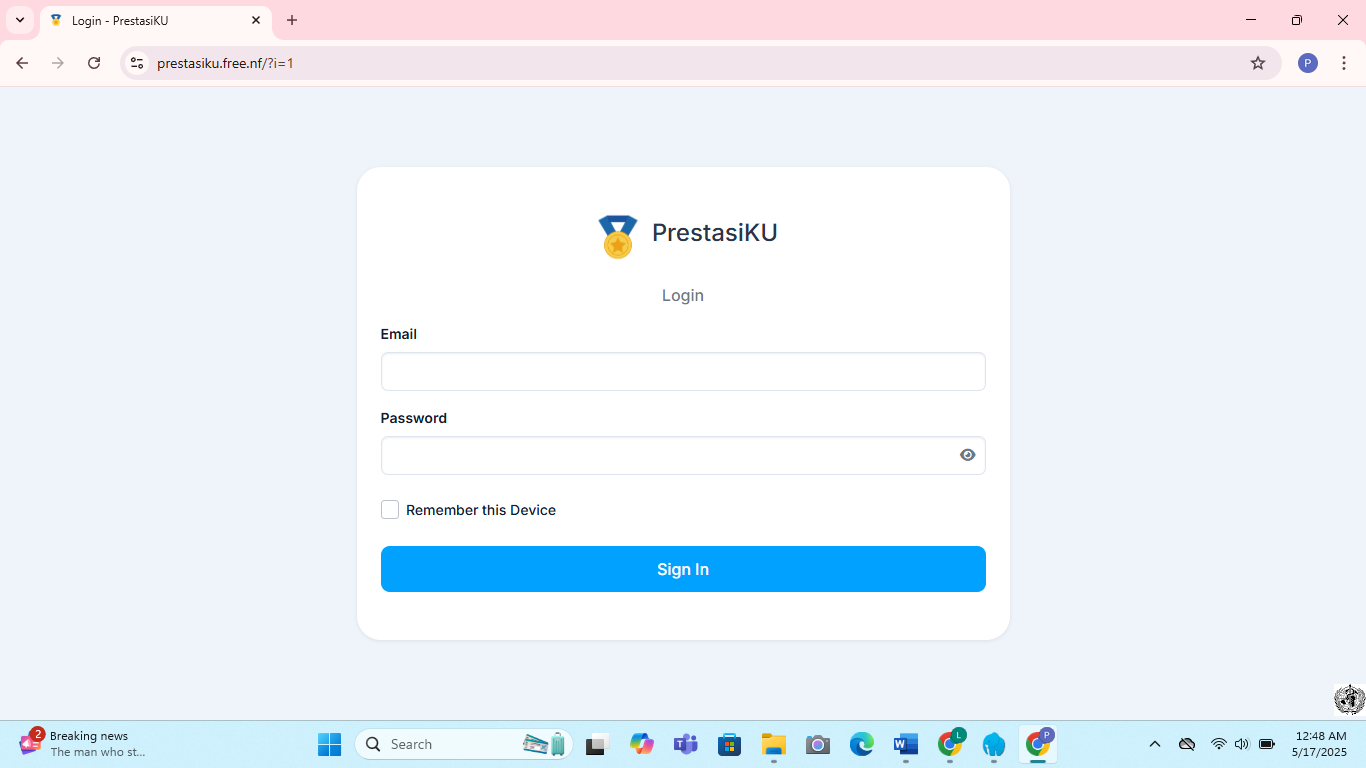 Login - PrestasiKU
prestasiku.free.nf/?i=1
P
PrestasiKU
Login
Email
Password
Remember this Device
Sign In
2
Breaking news
The man who st...
Search
L
P
12:48 AM
5/17/2025